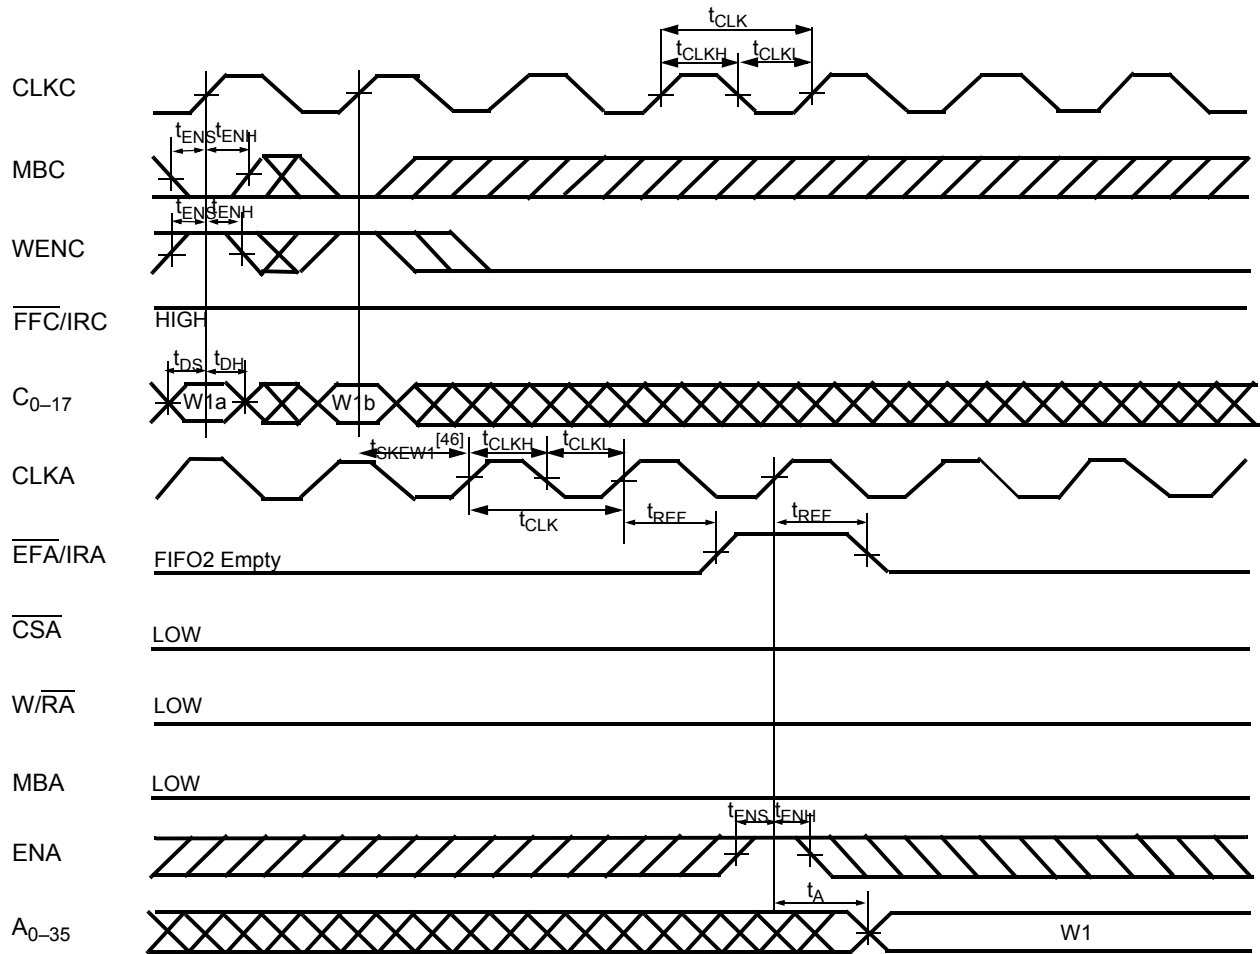 tCLK
tCLKH tCLKL
CLKC
tENS tENH
MBC
tENS tENH
WENC
FFC/IRC HIGH
tDS tDH
C0–17 W1a W1b
tSKEW1[46] tCLKH tCLKL
CLKA
tCLK tREF tREF
EFA/IRA FIFO2 Empty
CSA LOW
W/RA LOW
MBA LOW
tENS tENH
ENA
tA
A0–35 W1